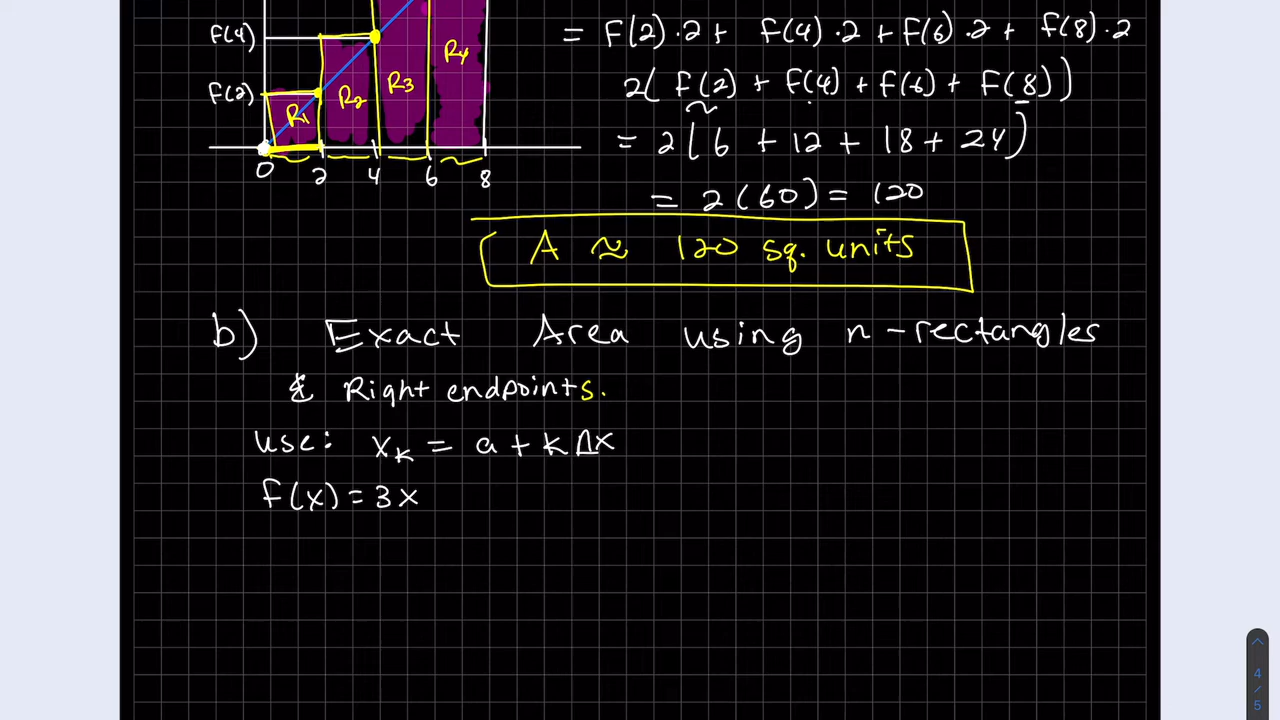 F(4)
F(2)
R1
R2
R3
R4
0 2 4 6 8
= F(2)·2 + F(4)·2 + F(6)·2 + f(8)·2
2( F(2) + F(4) + F(6) + F(8))
= 2(6 + 12 + 18 + 24)
= 2(60) = 120
A ≈ 120 sq. units
b) Exact Area using n-rectangles
& Right endpoints.
use: xₖ = a + kΔx
f(x) = 3x
4
/
5